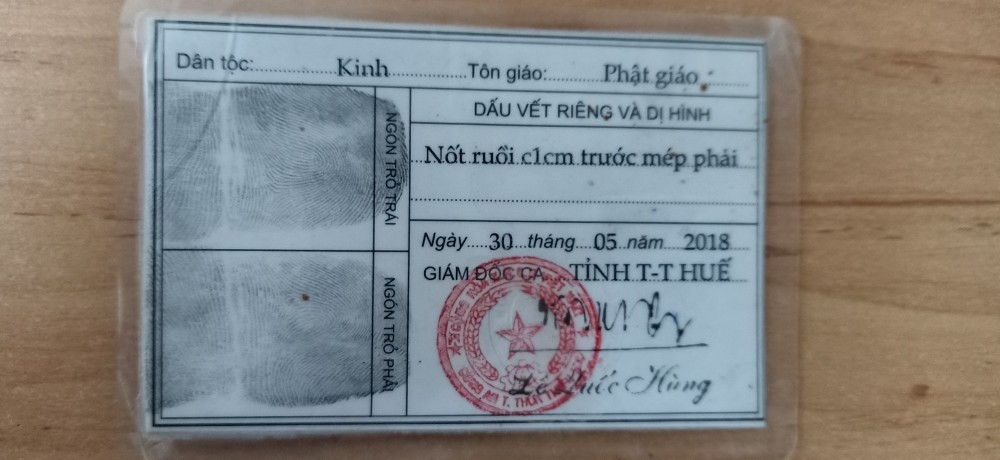 Dân tộc: Kinh Tôn giáo: Phật giáo
NGÓN TRỎ TRÁI
DẤU VẾT RIÊNG VÀ DỊ HÌNH
Nốt ruồi c1cm trước mép phải
Ngày 30 tháng 05 năm 2018
GIÁM ĐỐC CA TỈNH T-T HUẾ
NGÓN TRỎ PHẢI
Lê Quốc Hùng